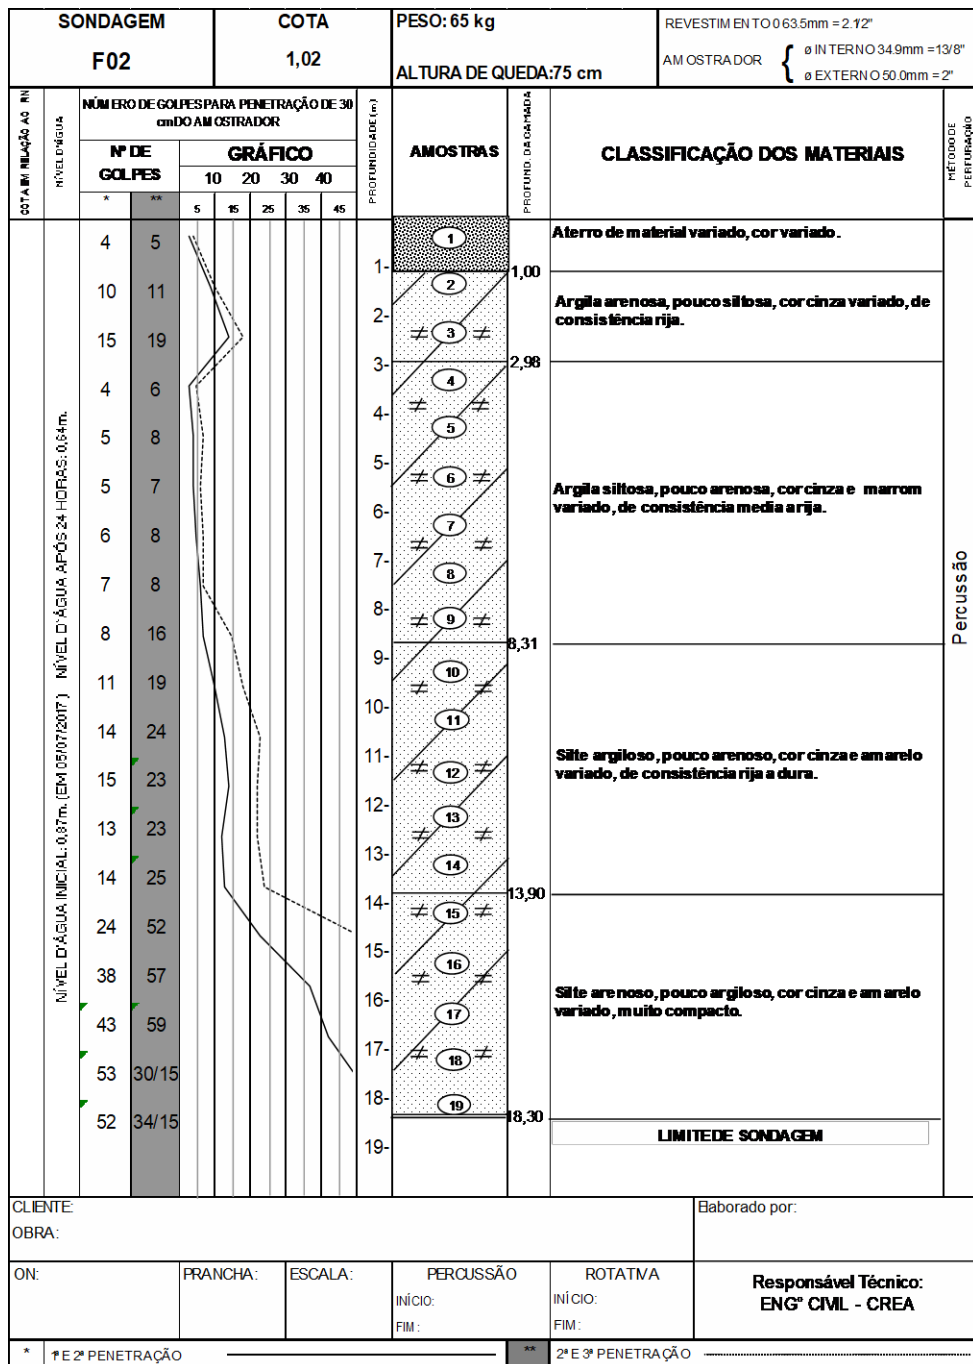 SONDAGEM
F02
COTA
1,02
PESO: 65 kg
ALTURA DE QUEDA:75 cm
REVESTIMENTO 0 63.5mm = 2.1/2"
AMOSTRADOR { ø INTERNO 34.9mm =13/8"
ø EXTERNO 50.0mm = 2"
COTA EM RELAÇÃO AO RN
NÍVEL D'ÁGUA
NÚMERO DE GOLPES PARA PENETRAÇÃO DE 30
cm DO AMOSTRADOR
Nº DE
GOLPES
* **
GRÁFICO
10 20 30 40
5 15 25 35 45
PROFUNDIDADE (m)
AMOSTRAS
PROFUND. DA CAMADA
CLASSIFICAÇÃO DOS MATERIAIS
MÉTODO DE
PERFURAÇÃO
NÍVEL D'ÁGUA INICIAL: 0,87m. (EM 05/07/2017) NÍVEL D'ÁGUA APÓS 24 HORAS: 0,64m.
4 5
10 11
15 19
4 6
5 8
5 7
6 8
7 8
8 16
11 19
14 24
15 23
13 23
14 25
24 52
38 57
43 59
53 30/15
52 34/15
1-
2-
3-
4-
5-
6-
7-
8-
9-
10-
11-
12-
13-
14-
15-
16-
17-
18-
19-
1
2
3
4
5
6
7
8
9
10
11
12
13
14
15
16
17
18
19
1,00
2,98
8,31
13,90
18,30
Aterro de material variado, cor variado.
Argila arenosa, pouco siltosa, cor cinza variado, de
consistência rija.
Argila siltosa, pouco arenosa, cor cinza e marrom
variado, de consistência media a rija.
Silte argiloso, pouco arenoso, cor cinza e amarelo
variado, de consistência rija a dura.
Silte arenoso, pouco argiloso, cor cinza e amarelo
variado, muito compacto.
LIMITE DE SONDAGEM
Percussão
CLIENTE:
OBRA:
Elaborado por:
ON:
PRANCHA:
ESCALA:
PERCUSSÃO
INÍCIO:
FIM:
ROTATIVA
INÍCIO:
FIM:
Responsável Técnico:
ENGº CIVIL - CREA
* 1ª E 2ª PENETRAÇÃO
** 2ª E 3ª PENETRAÇÃO